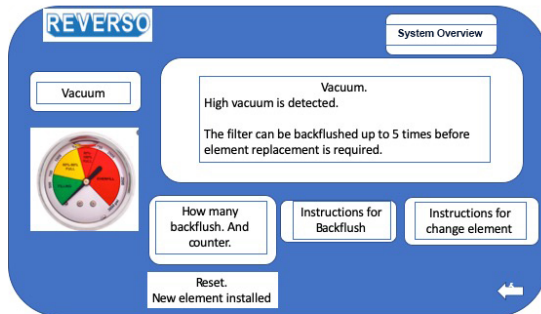 REVERSO
System Overview
Vacuum
Vacuum.
High vacuum is detected.
The filter can be backflushed up to 5 times before
element replacement is required.
How many
backflush. And
counter.
Instructions for
Backflush
Instructions for
change element
Reset.
New element installed